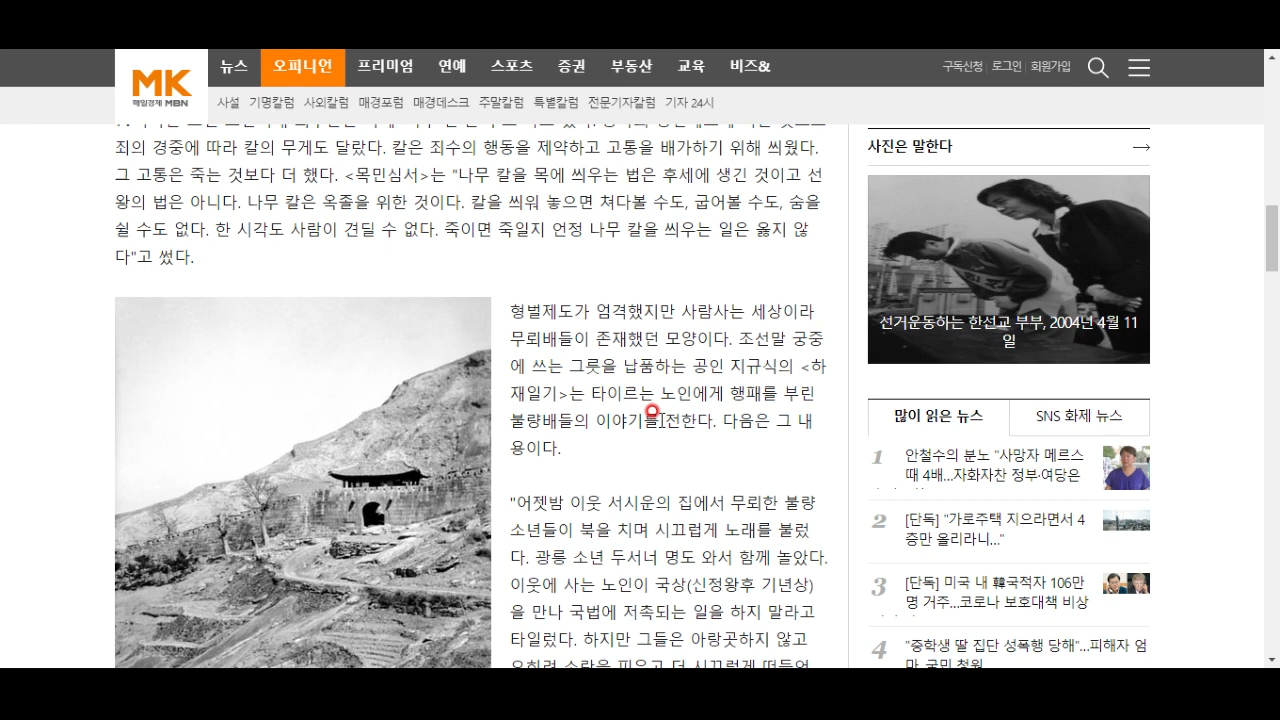 MK
매일경제 MBN
뉴스 오피니언 프리미엄 연예 스포츠 증권 부동산 교육 비즈&
구독신청 로그인 회원가입
사설 기명칼럼 사외칼럼 매경포럼 매경데스크 주말칼럼 특별칼럼 전문기자칼럼 기자 24시
죄의 경중에 따라 칼의 무게도 달랐다. 칼은 죄수의 행동을 제약하고 고통을 배가하기 위해 씌웠다.
그 고통은 죽는 것보다 더 했다. <목민심서>는 "나무 칼을 목에 씌우는 법은 후세에 생긴 것이고 선
왕의 법은 아니다. 나무 칼은 옥졸을 위한 것이다. 칼을 씌워 놓으면 쳐다볼 수도, 굽어볼 수도, 숨을
쉴 수도 없다. 한 시각도 사람이 견딜 수 없다. 죽이면 죽일지 언정 나무 칼을 씌우는 일은 옳지 않
다"고 썼다.
형벌제도가 엄격했지만 사람사는 세상이라
무뢰배들이 존재했던 모양이다. 조선말 궁중
에 쓰는 그릇을 납품하는 공인 지규식의 <하
재일기>는 타이르는 노인에게 행패를 부린
불량배들의 이야기를 전한다. 다음은 그 내
용이다.
"어젯밤 이웃 서시운의 집에서 무뢰한 불량
소년들이 북을 치며 시끄럽게 노래를 불렀
다. 광릉 소년 두서너 명도 와서 함께 놀았다.
이웃에 사는 노인이 국상(신정왕후 기년상)
을 만나 국법에 저촉되는 일을 하지 말라고
타일렀다. 하지만 그들은 아랑곳하지 않고
오히려 소란을 피우고 더 시끄럽게 떠들었
사진은 말한다
선거운동하는 한선교 부부, 2004년 4월 11
일
많이 읽은 뉴스 SNS 화제 뉴스
1 안철수의 분노 "사망자 메르스
때 4배...자화자찬 정부·여당은
2 [단독] "가로주택 지으라면서 4
층만 올리라니..."
3 [단독] 미국 내 韓국적자 106만
명 거주...코로나 보호대책 비상
4 "중학생 딸 집단 성폭행 당해"...피해자 엄
마, 국민 청원